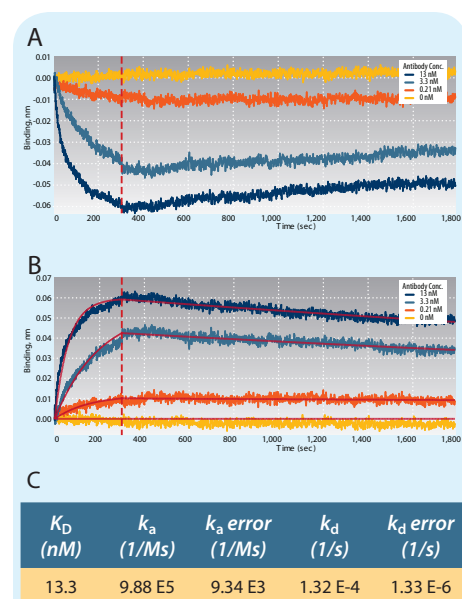 A
0.01
0.00
-0.01
-0.02
-0.03
-0.04
-0.05
-0.06
Binding, nm
Antibody Conc.
13 nM
3.3 nM
0.21 nM
0 nM
0 200 400 600 800 1,000 1,200 1,400 1,600 1,800
Time (sec)
B
0.07
0.06
0.05
0.04
0.03
0.02
0.01
0.00
Binding, nm
Antibody Conc.
13 nM
3.3 nM
0.21 nM
0 nM
0 200 400 600 800 1,000 1,200 1,400 1,600 1,800
Time (sec)
C
KD (nM) ka (1/Ms) ka error (1/Ms) kd (1/s) kd error (1/s)
13.3 9.88 E5 9.34 E3 1.32 E-4 1.33 E-6